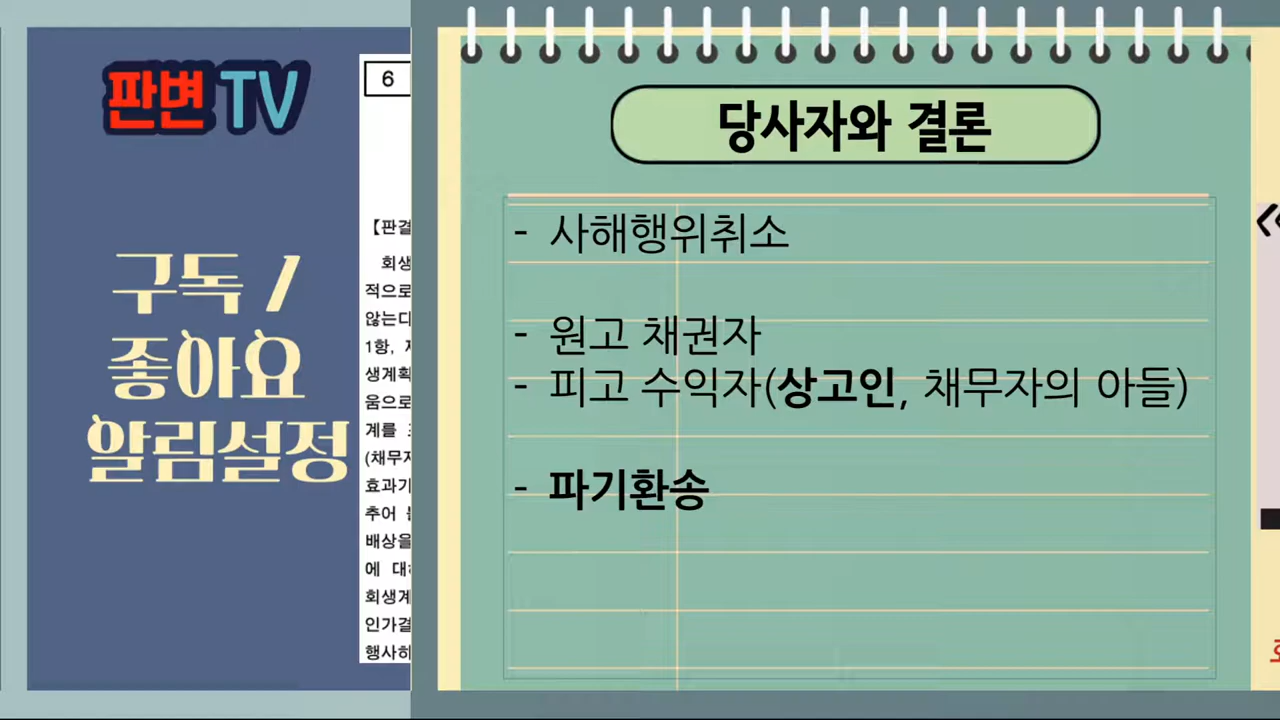 판변 TV
구독 /
좋아요
알림설정
6
【판결
회생
적으로
않는다
1항,
생계획
움으로
계를
(채무자
효과기
추어
배상을
에 대하
회생계
인가결
행사하
당사자와 결론
- 사해행위취소
- 원고 채권자
- 피고 수익자(상고인, 채무자의 아들)
- 파기환송